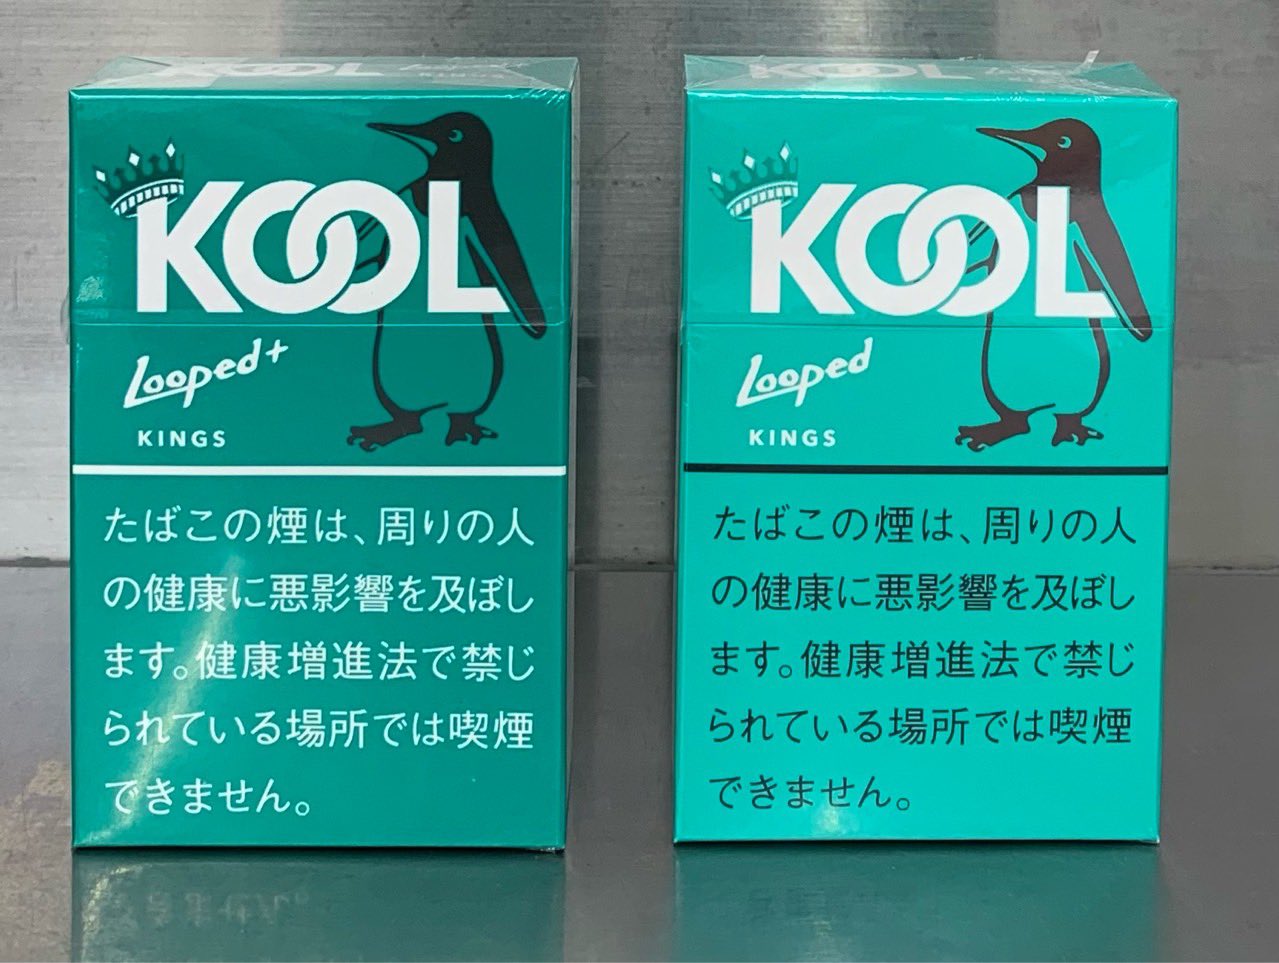 KOOL
KINGS
KOOL
Looped+
KINGS
たばこの煙は、周りの人
の健康に悪影響を及ぼし
ます。健康増進法で禁じ
られている場所では喫煙
できません。
KOOL
KOOL
Looped
KINGS
たばこの煙は、周りの人
の健康に悪影響を及ぼし
ます。健康増進法で禁じ
られている場所では喫煙
できません。